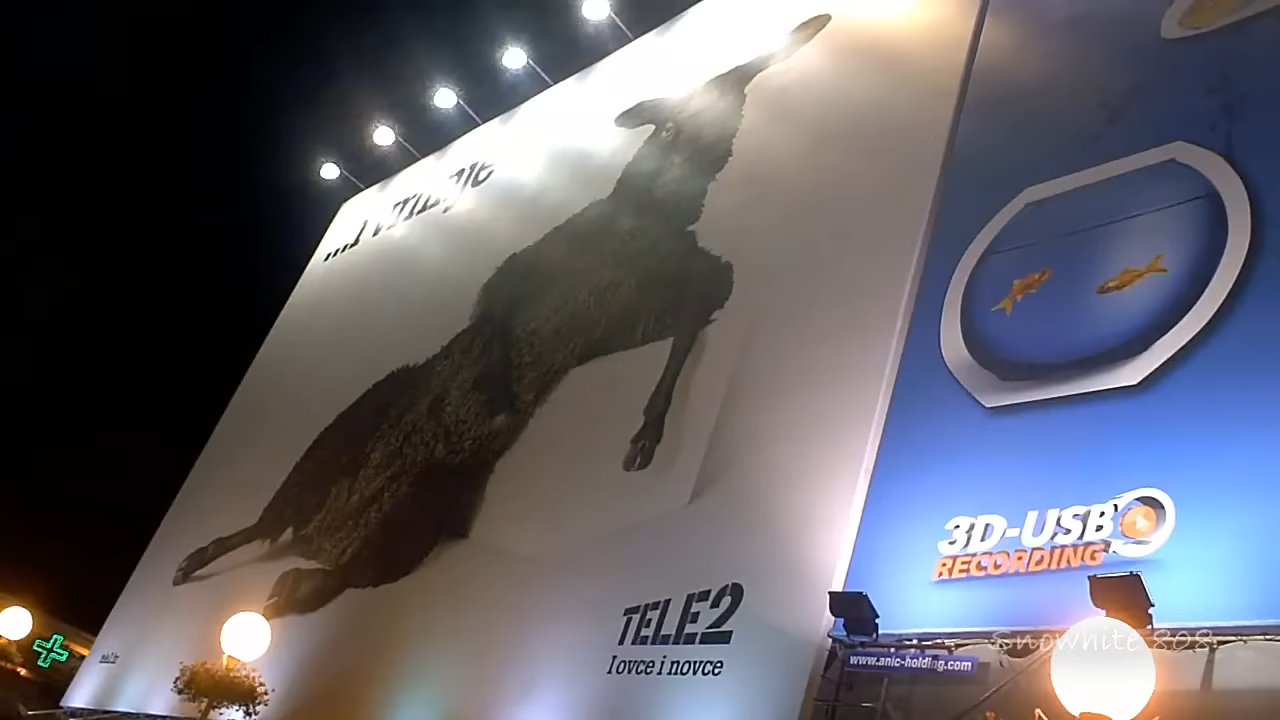 TELE2
I ovce i novce
3D-USB
RECORDING
www.anic-holding.com
Snowhite 808